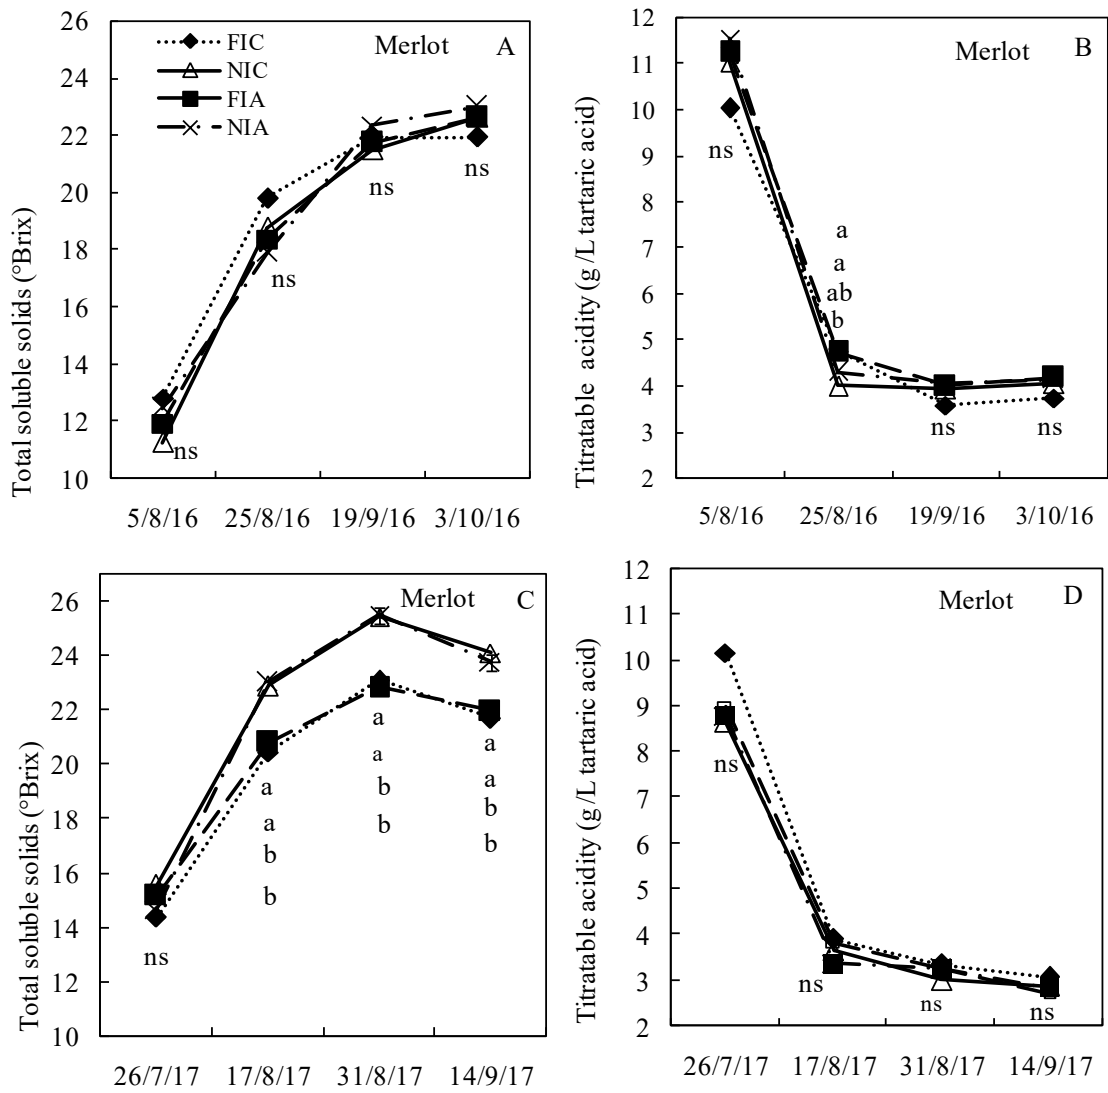 Merlot A
FIC
NIC
FIA
NIA
Total soluble solids (°Brix)
26
24
22
20
18
16
14
12
10
ns
ns
ns
ns
5/8/16 25/8/16 19/9/16 3/10/16
Merlot B
Titratable acidity (g /L tartaric acid)
12
11
10
9
8
7
6
5
4
3
2
ns
a
a
ab
b
ns
ns
5/8/16 25/8/16 19/9/16 3/10/16
Merlot C
Total soluble solids (°Brix)
26
24
22
20
18
16
14
12
10
ns
a
a
b
b
a
a
b
b
a
a
b
b
26/7/17 17/8/17 31/8/17 14/9/17
Merlot D
Titratable acidity (g /L tartaric acid)
12
11
10
9
8
7
6
5
4
3
2
ns
ns
ns
ns
26/7/17 17/8/17 31/8/17 14/9/17